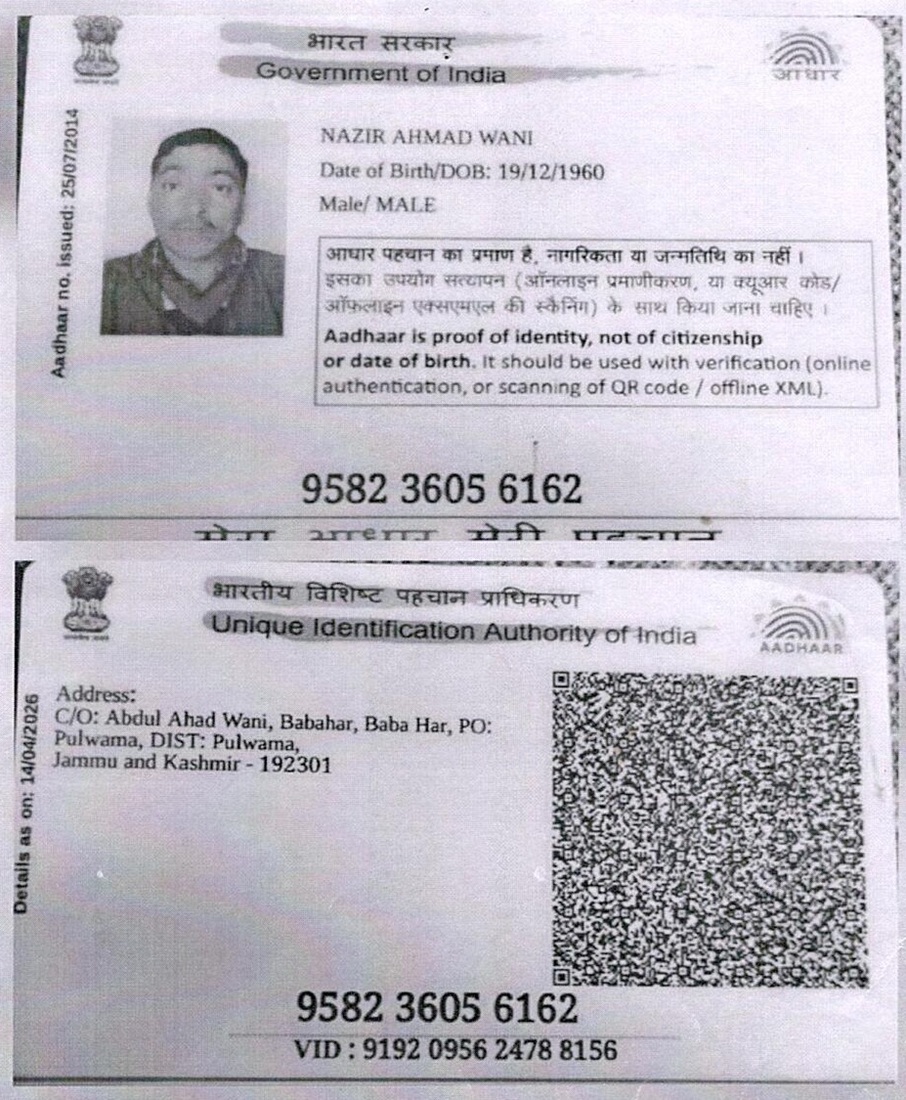 भारत सरकार
Government of India
आधार
Aadhaar no. issued: 25/07/2014
NAZIR AHMAD WANI
Date of Birth/DOB: 19/12/1960
Male/ MALE
आधार पहचान का प्रमाण है, नागरिकता या जन्मतिथि का नहीं ।
इसका उपयोग सत्यापन (ऑनलाइन प्रमाणीकरण, या क्यूआर कोड/
ऑफलाइन एक्सएमएल की स्कैनिंग) के साथ किया जाना चाहिए ।
Aadhaar is proof of identity, not of citizenship
or date of birth. It should be used with verification (online
authentication, or scanning of QR code / offline XML).
9582 3605 6162
मेरा आधार मेरी पहचान
भारतीय विशिष्ट पहचान प्राधिकरण
Unique Identification Authority of India
AADHAAR
Details as on: 14/04/2026
Address:
C/O: Abdul Ahad Wani, Babahar, Baba Har, PO:
Pulwama, DIST: Pulwama,
Jammu and Kashmir - 192301
9582 3605 6162
VID : 9192 0956 2478 8156